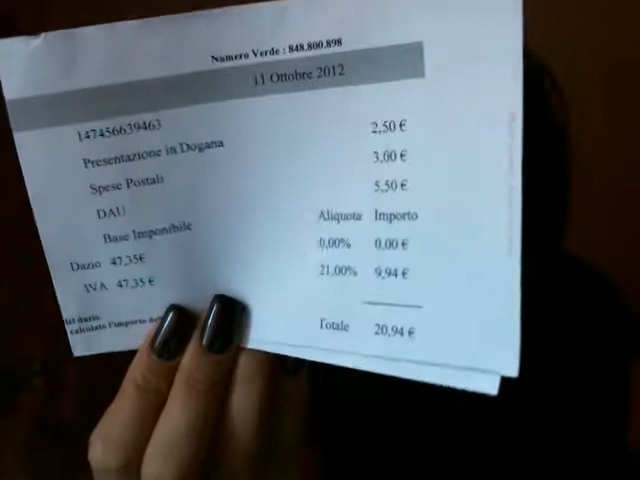 Numero Verde : 848.800.898
11 Ottobre 2012
147456639463
Presentazione in Dogana 2,50 €
Spese Postali 3,00 €
DAU 5,50 €
Base Imponibile Aliquota Importo
Dazio 47,35€ 0,00% 0,00 €
IVA 47,35€ 21,00% 9,94 €
Totale 20,94 €
calcolato l'importo